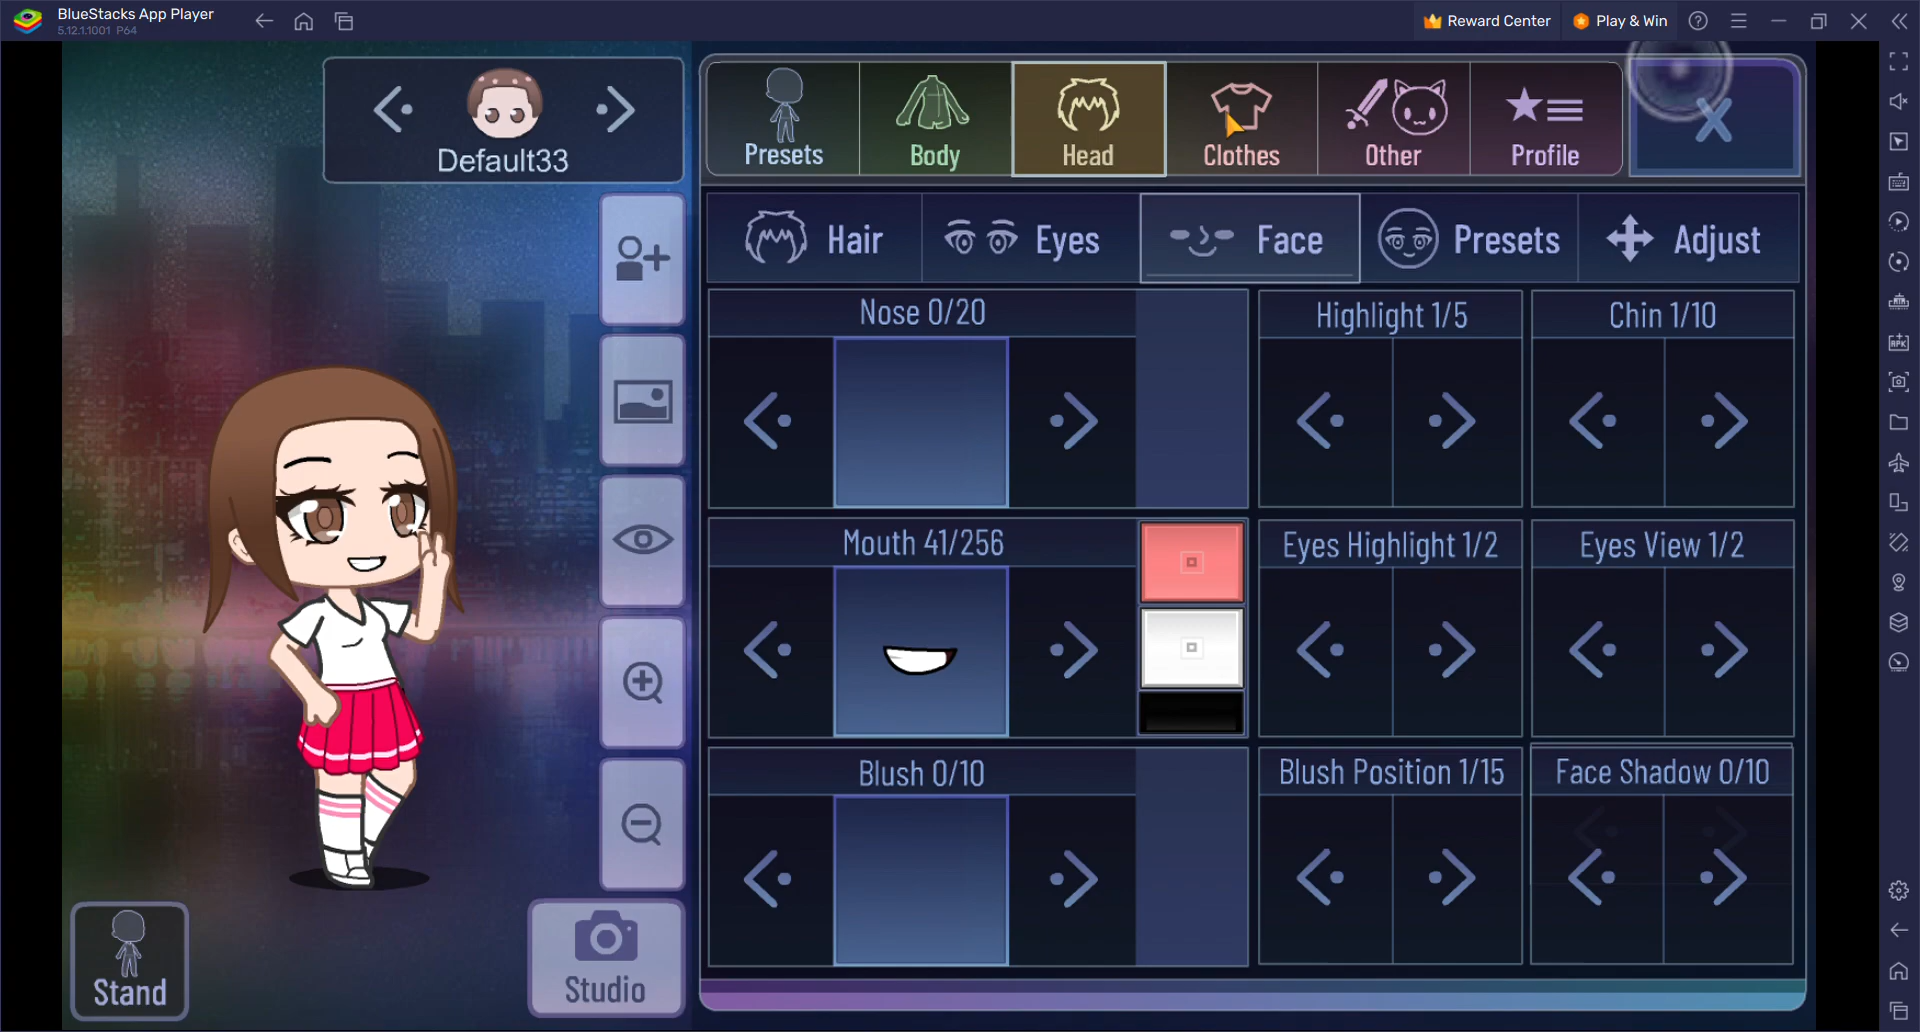 BlueStacks App Player
5.12.1.1001 P64
Reward Center
Play & Win
Default33
Presets
Body
Head
Clothes
Other
Profile
X
Hair
Eyes
Face
Presets
Adjust
Nose 0/20
Highlight 1/5
Chin 1/10
Mouth 41/256
Eyes Highlight 1/2
Eyes View 1/2
Blush 0/10
Blush Position 1/15
Face Shadow 0/10
Stand
Studio